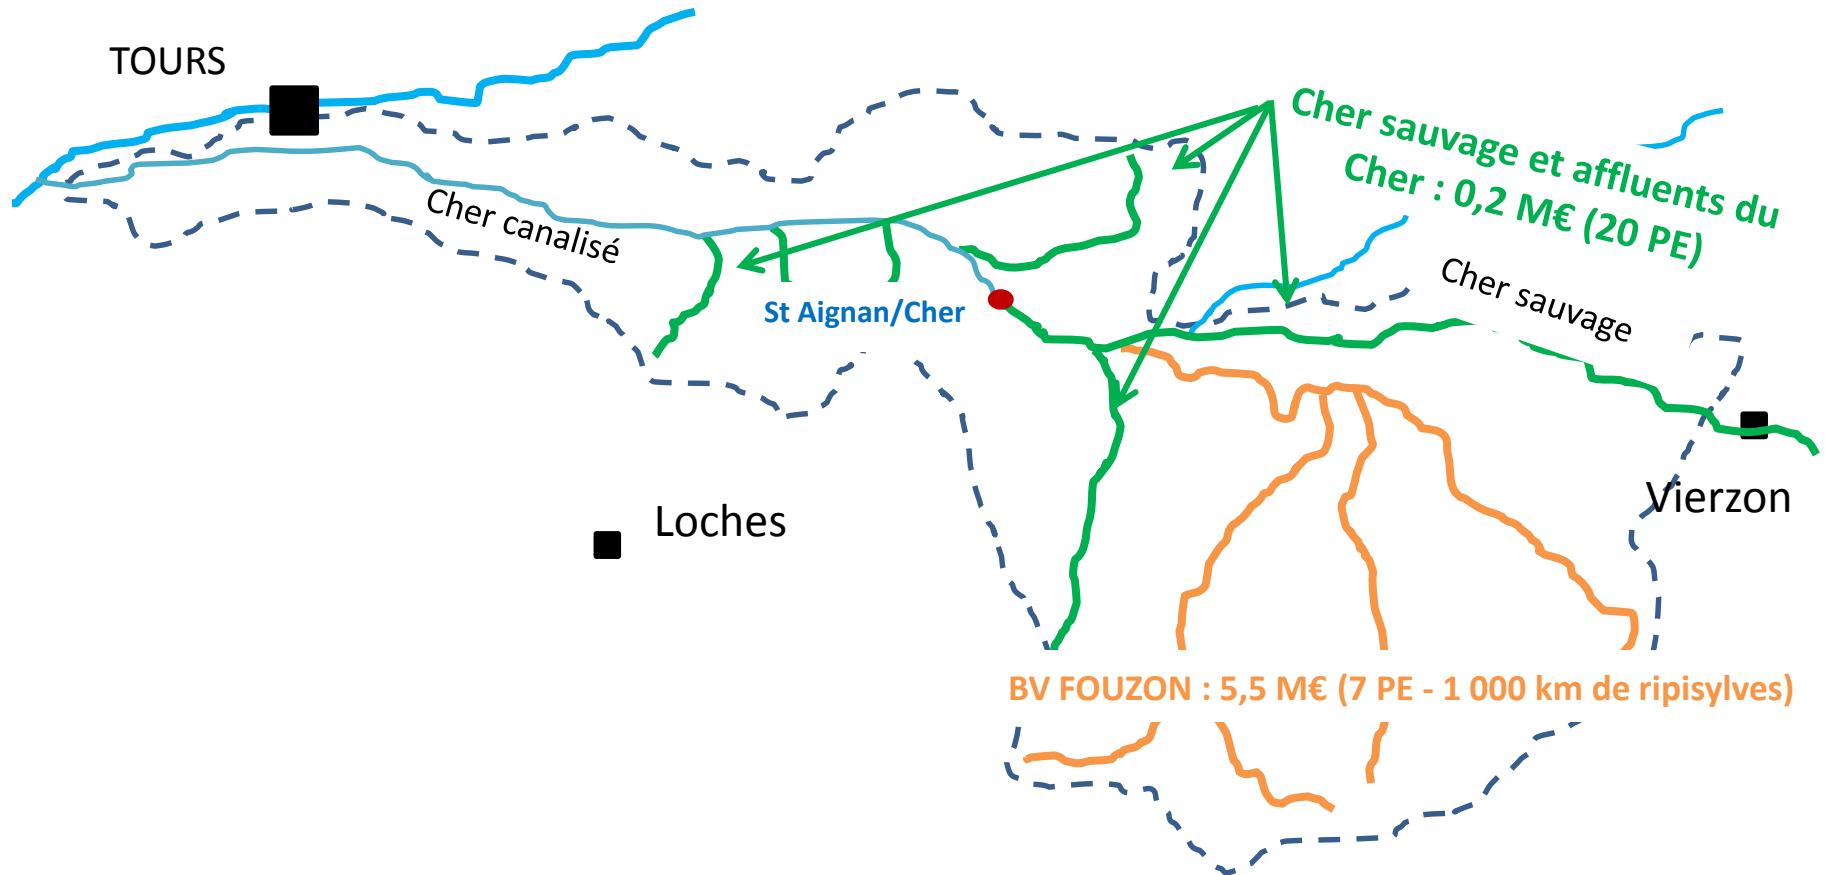 TOURS
Cher sauvage et affluents du
Cher : 0,2 M€ (20 PE)
Cher canalisé
Cher sauvage
St Aignan/Cher
Vierzon
Loches
BV FOUZON : 5,5 M€ (7 PE - 1 000 km de ripisylves)